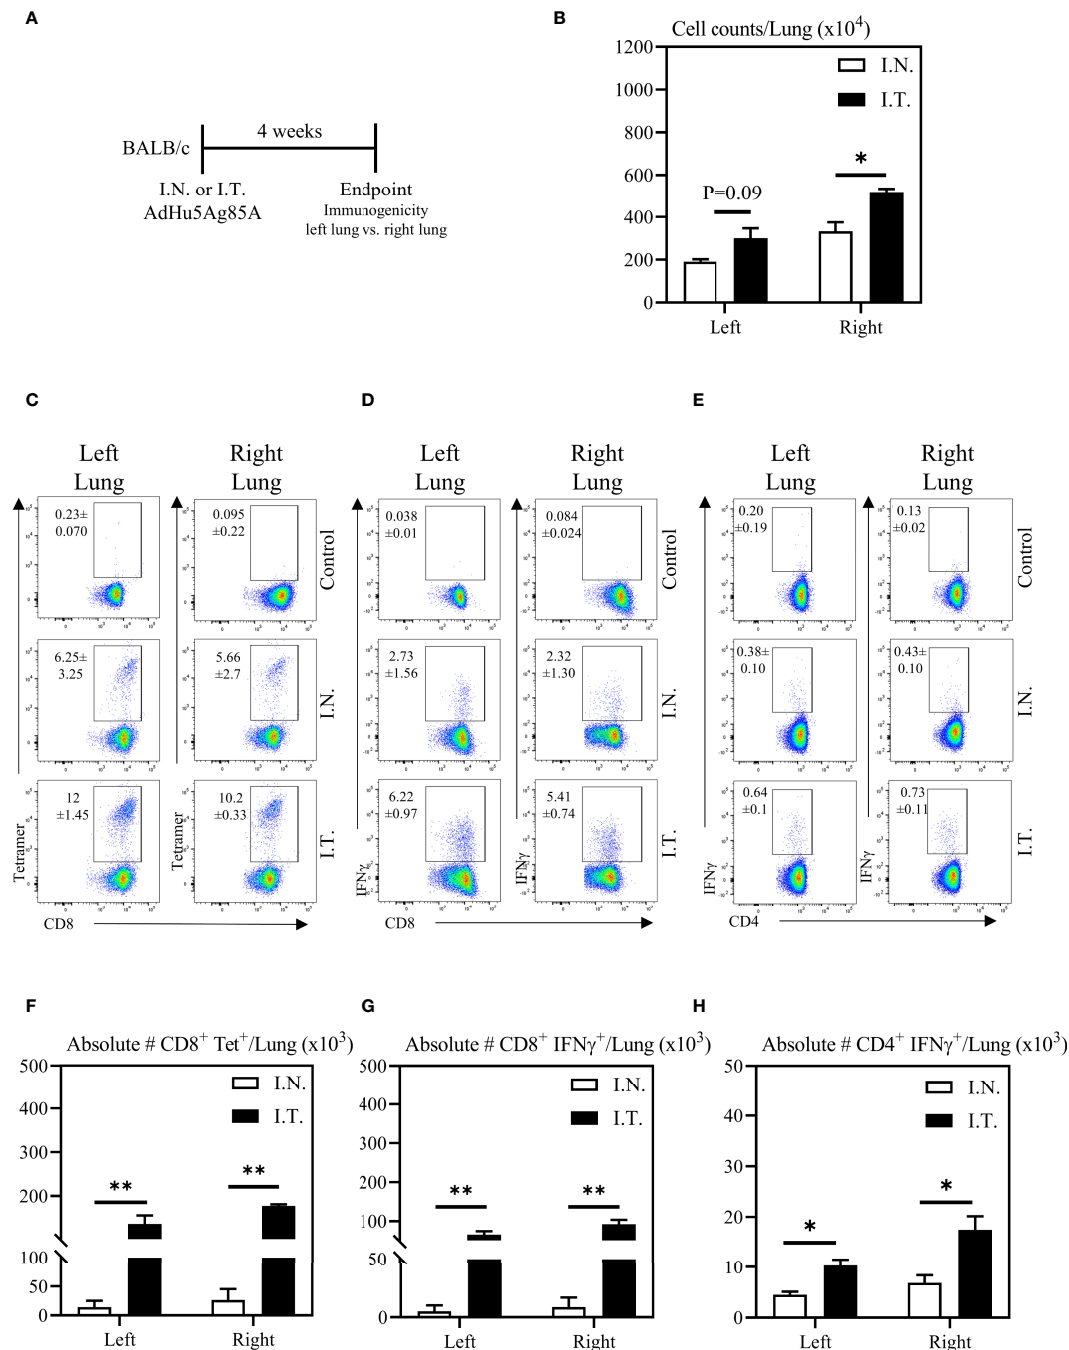 A
4 weeks
BALB/c
I.N. or I.T.
AdHu5Ag85A
Endpoint
Immunogenicity
left lung vs. right lung
B
Cell counts/Lung (x10⁴)
1200
1000
800
600
400
200
0
I.N.
I.T.
P=0.09
*
Left
Right
C
Left Lung
Right Lung
0.23±
0.070
0.095
±0.22
Control
6.25±
3.25
5.66
±2.7
I.N.
12
±1.45
10.2
±0.33
I.T.
Tetramer
Tetramer
CD8
D
Left Lung
Right Lung
0.038
±0.01
0.084
±0.024
Control
2.73
±1.56
2.32
±1.30
I.N.
6.22
±0.97
5.41
±0.74
I.T.
IFNγ
IFNγ
CD8
E
Left Lung
Right Lung
0.20
±0.19
0.13
±0.02
Control
0.38±
0.10
0.43±
0.10
I.N.
0.64
±0.1
0.73
±0.11
I.T.
IFNγ
IFNγ
CD4
F
Absolute # CD8⁺ Tet⁺/Lung (x10³)
500
400
300
200
100
50
0
I.N.
I.T.
**
**
Left
Right
G
Absolute # CD8⁺ IFNγ⁺/Lung (x10³)
500
400
300
200
100
50
0
I.N.
I.T.
**
**
Left
Right
H
Absolute # CD4⁺ IFNγ⁺/Lung (x10³)
50
40
30
20
10
0
I.N.
I.T.
*
*
Left
Right